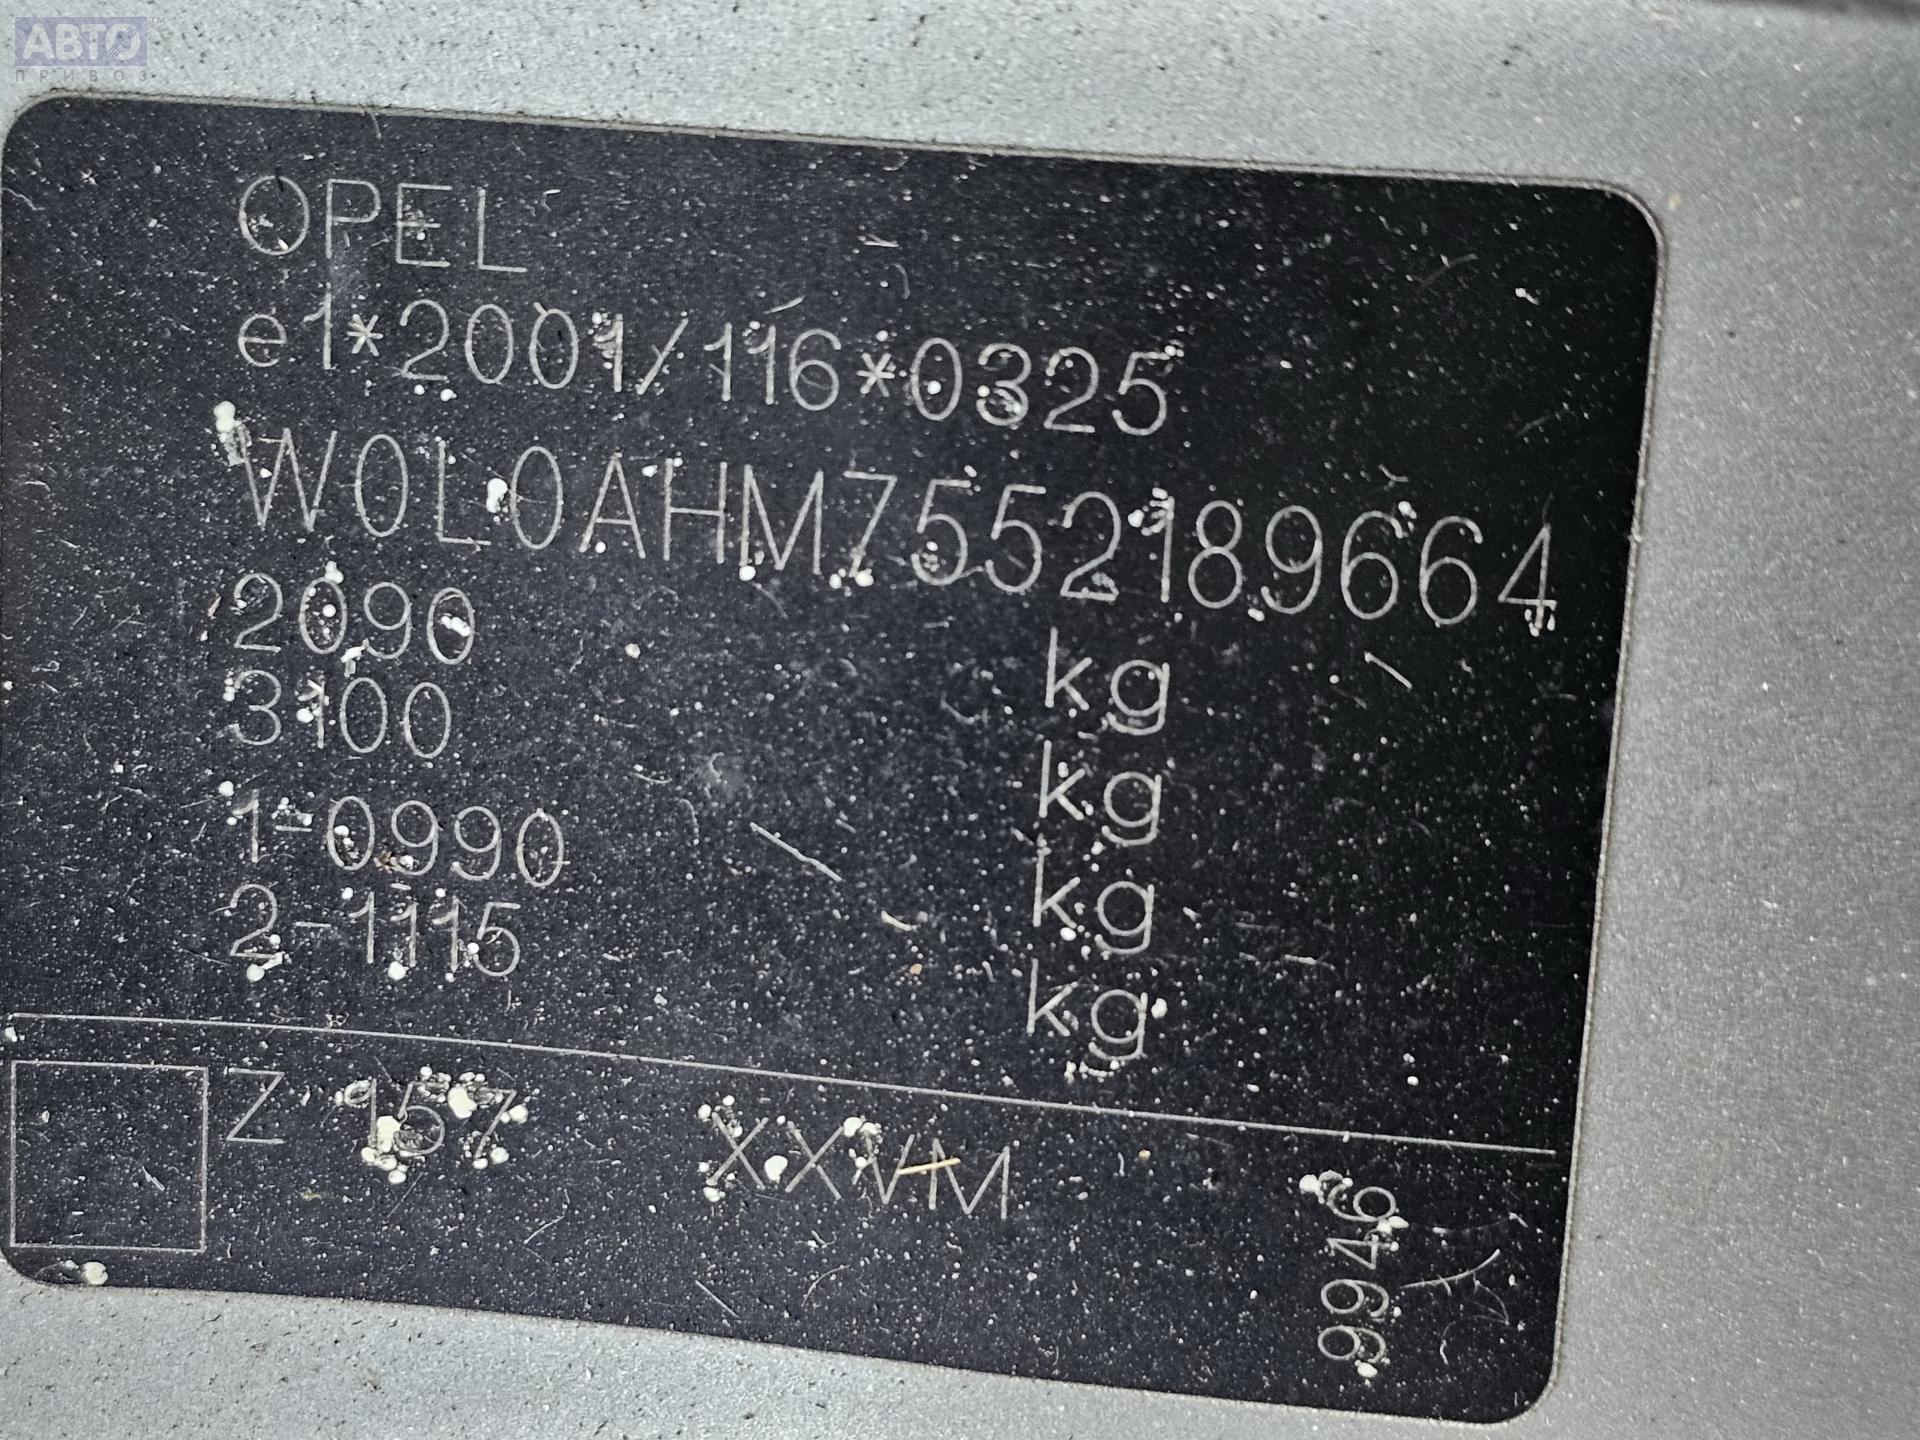 АВТО™
ПРИВОЗ
OPEL
e1*2001/116*0325
W0L0AHM7552189664
2090 kg
3100 kg
1-0990 kg
2-1115 kg
Z 157 XXVM
9946